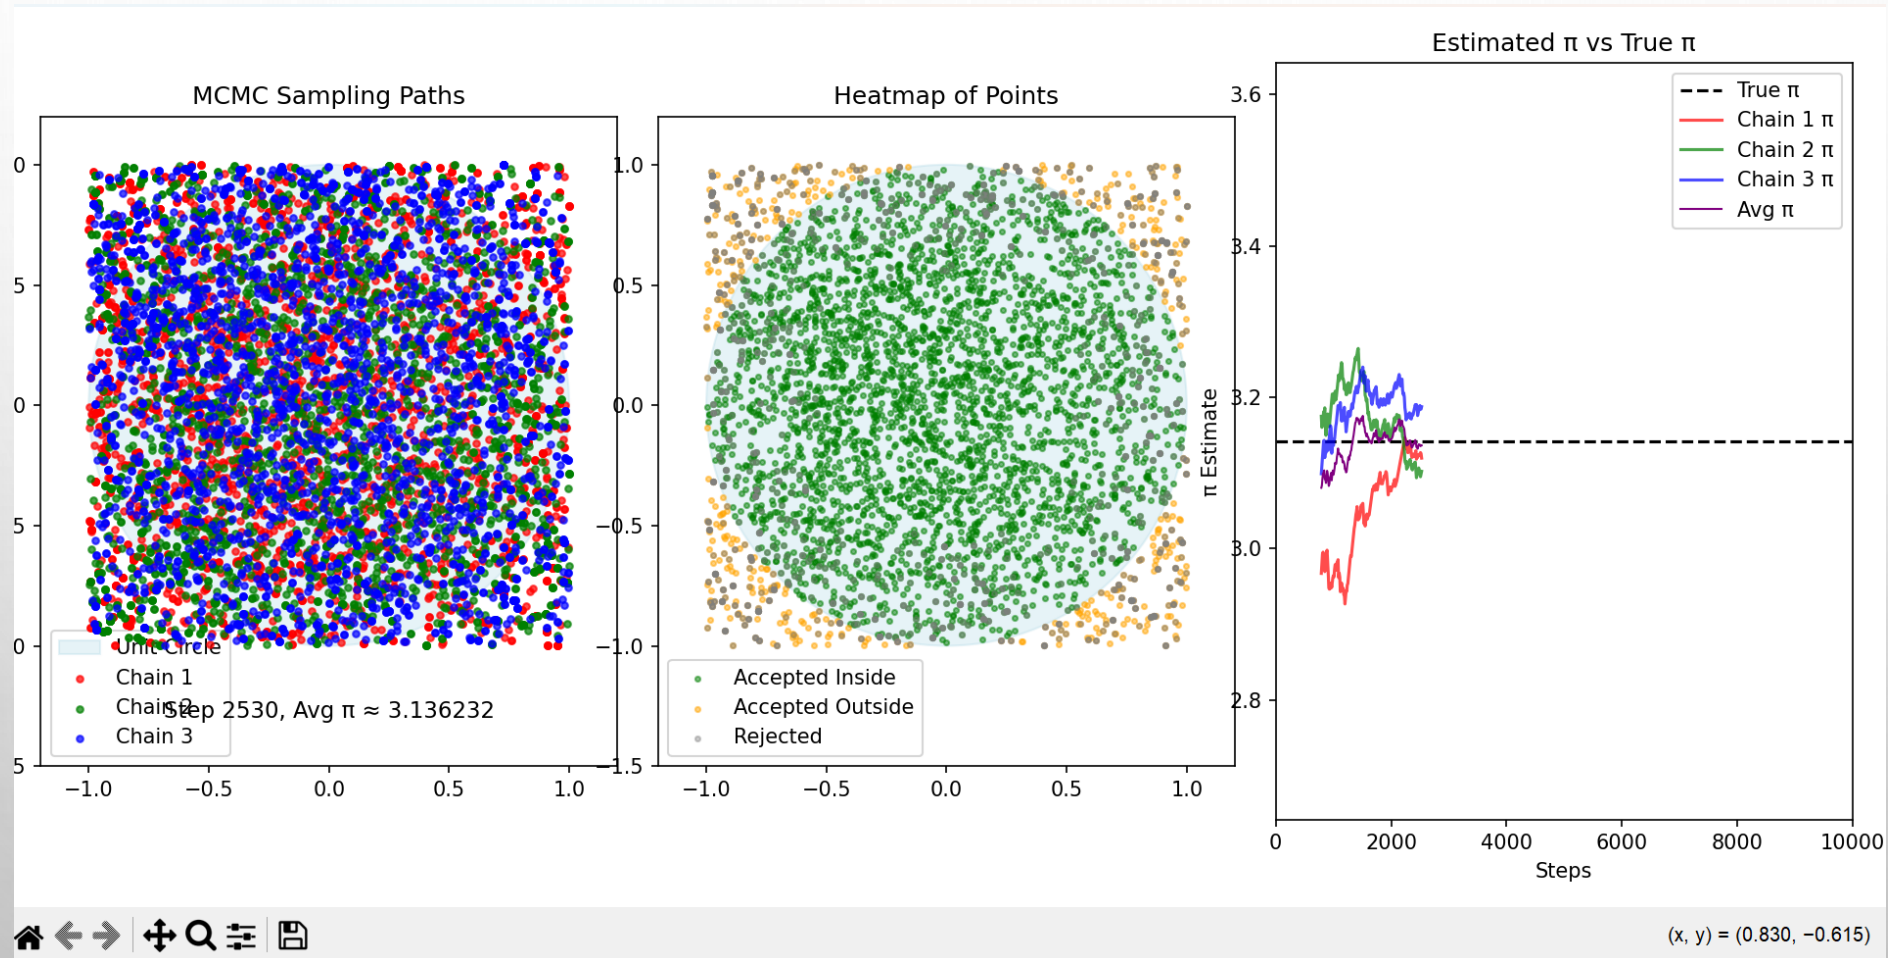 MCMC Sampling Paths
0
5
0
5
0
5
Unit Circle
Chain 1
Chain 2
Chain 3
Step 2530, Avg π ≈ 3.136232
−1.0
−0.5
0.0
0.5
1.0
Heatmap of Points
1.0
0.5
0.0
−0.5
−1.0
−1.5
Accepted Inside
Accepted Outside
Rejected
−1.0
−0.5
0.0
0.5
1.0
Estimated π vs True π
π Estimate
3.6
3.4
3.2
3.0
2.8
True π
Chain 1 π
Chain 2 π
Chain 3 π
Avg π
0
2000
4000
6000
8000
10000
Steps
(x, y) = (0.830, −0.615)